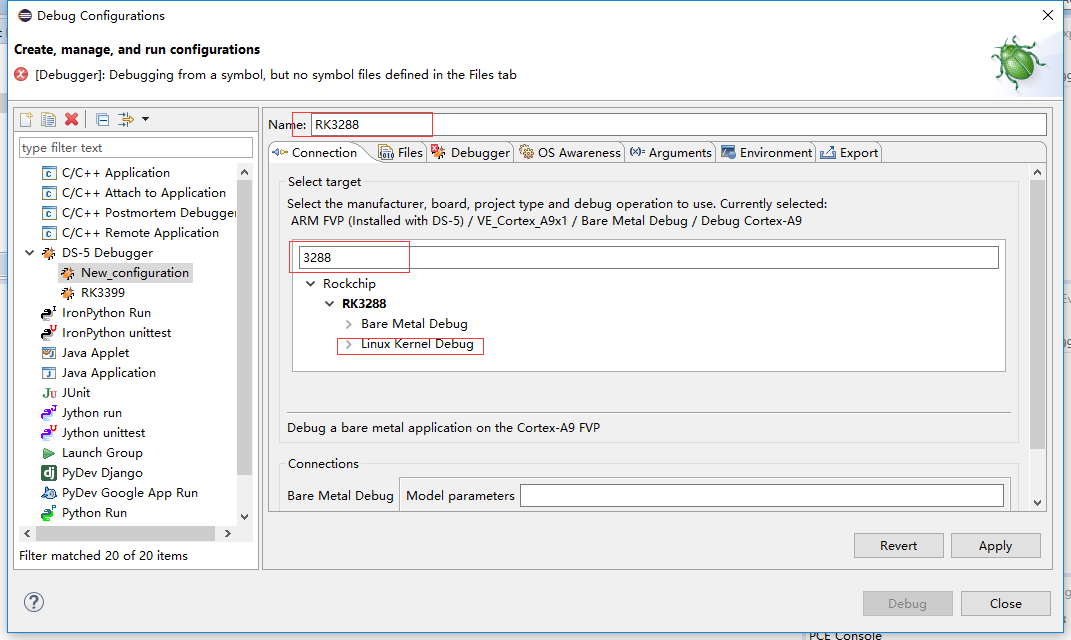 Debug Configurations
Create, manage, and run configurations
[Debugger]: Debugging from a symbol, but no symbol files defined in the Files tab
type filter text
C/C++ Application
C/C++ Attach to Application
C/C++ Postmortem Debugger
C/C++ Remote Application
DS-5 Debugger
New_configuration
RK3399
IronPython Run
IronPython unittest
Java Applet
Java Application
JUnit
Jython run
Jython unittest
Launch Group
PyDev Django
PyDev Google App Run
Python Run
Filter matched 20 of 20 items
Name: RK3288
Connection Files Debugger OS Awareness Arguments Environment Export
Select target
Select the manufacturer, board, project type and debug operation to use. Currently selected:
ARM FVP (Installed with DS-5) / VE_Cortex_A9x1 / Bare Metal Debug / Debug Cortex-A9
3288
Rockchip
RK3288
Bare Metal Debug
Linux Kernel Debug
Debug a bare metal application on the Cortex-A9 FVP
Connections
Bare Metal Debug Model parameters
Revert Apply
Debug Close
PCE Console